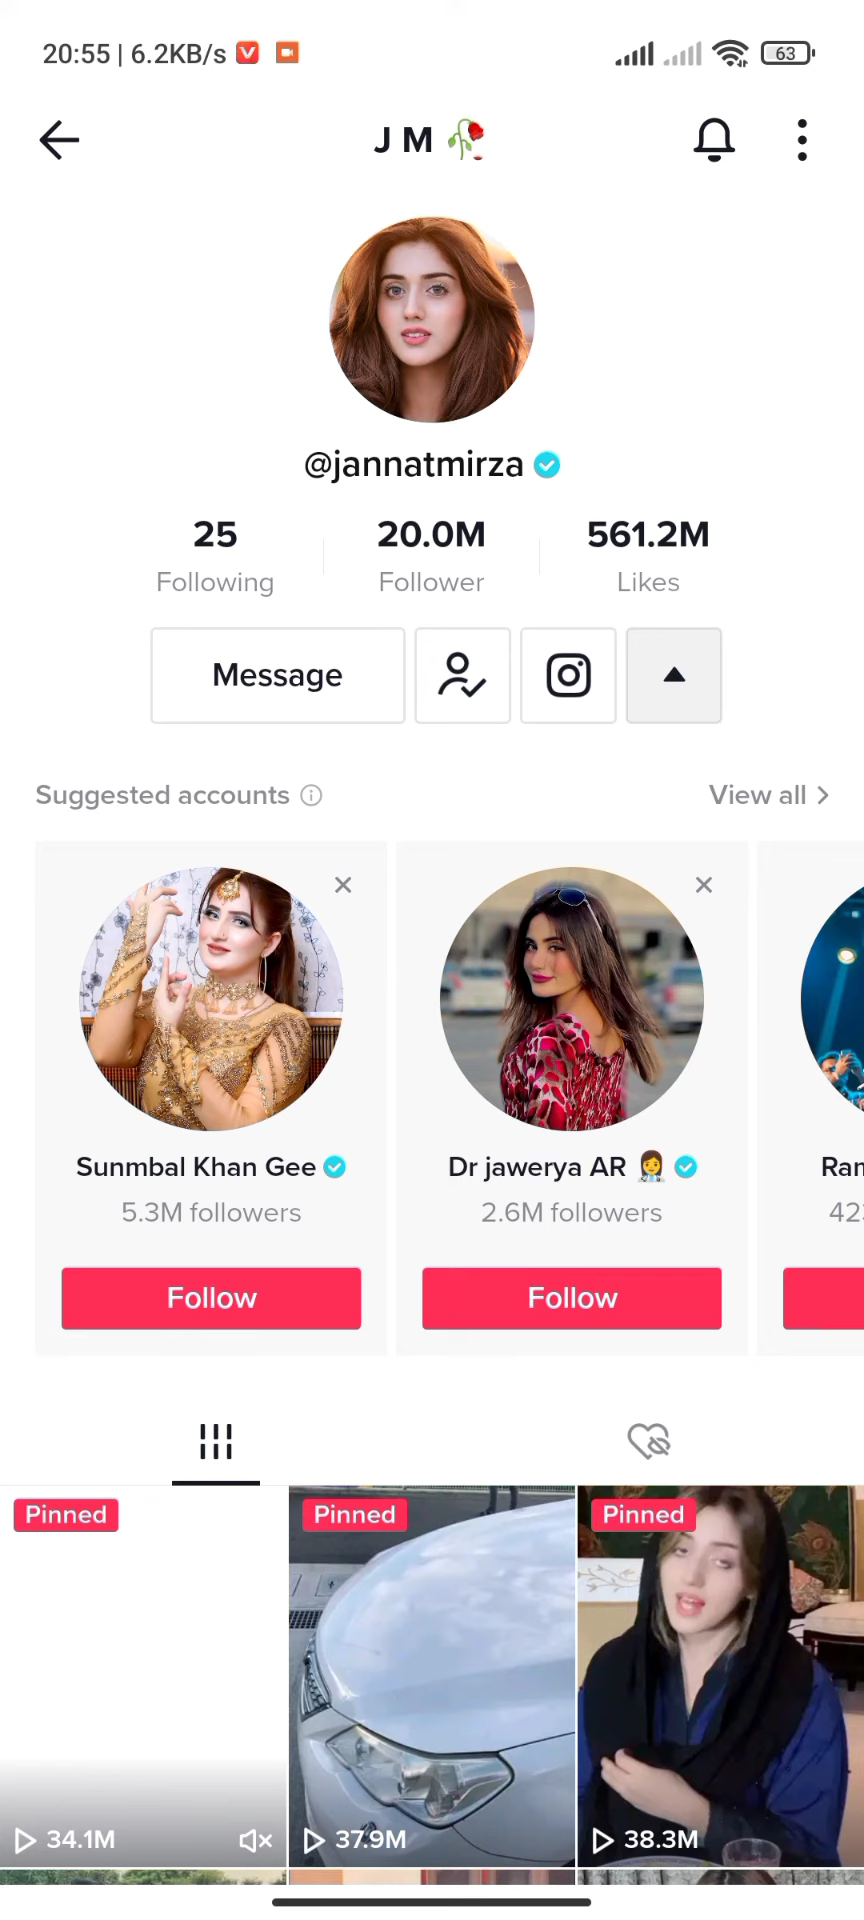 20:55 | 6.2KB/s
63
J M 🥀
@jannatmirza
25 20.0M 561.2M
Following Follower Likes
Message
Suggested accounts View all
Sunmbal Khan Gee Dr jawerya AR 👩‍⚕️
5.3M followers 2.6M followers
Follow Follow
Pinned Pinned Pinned
34.1M 37.9M 38.3M